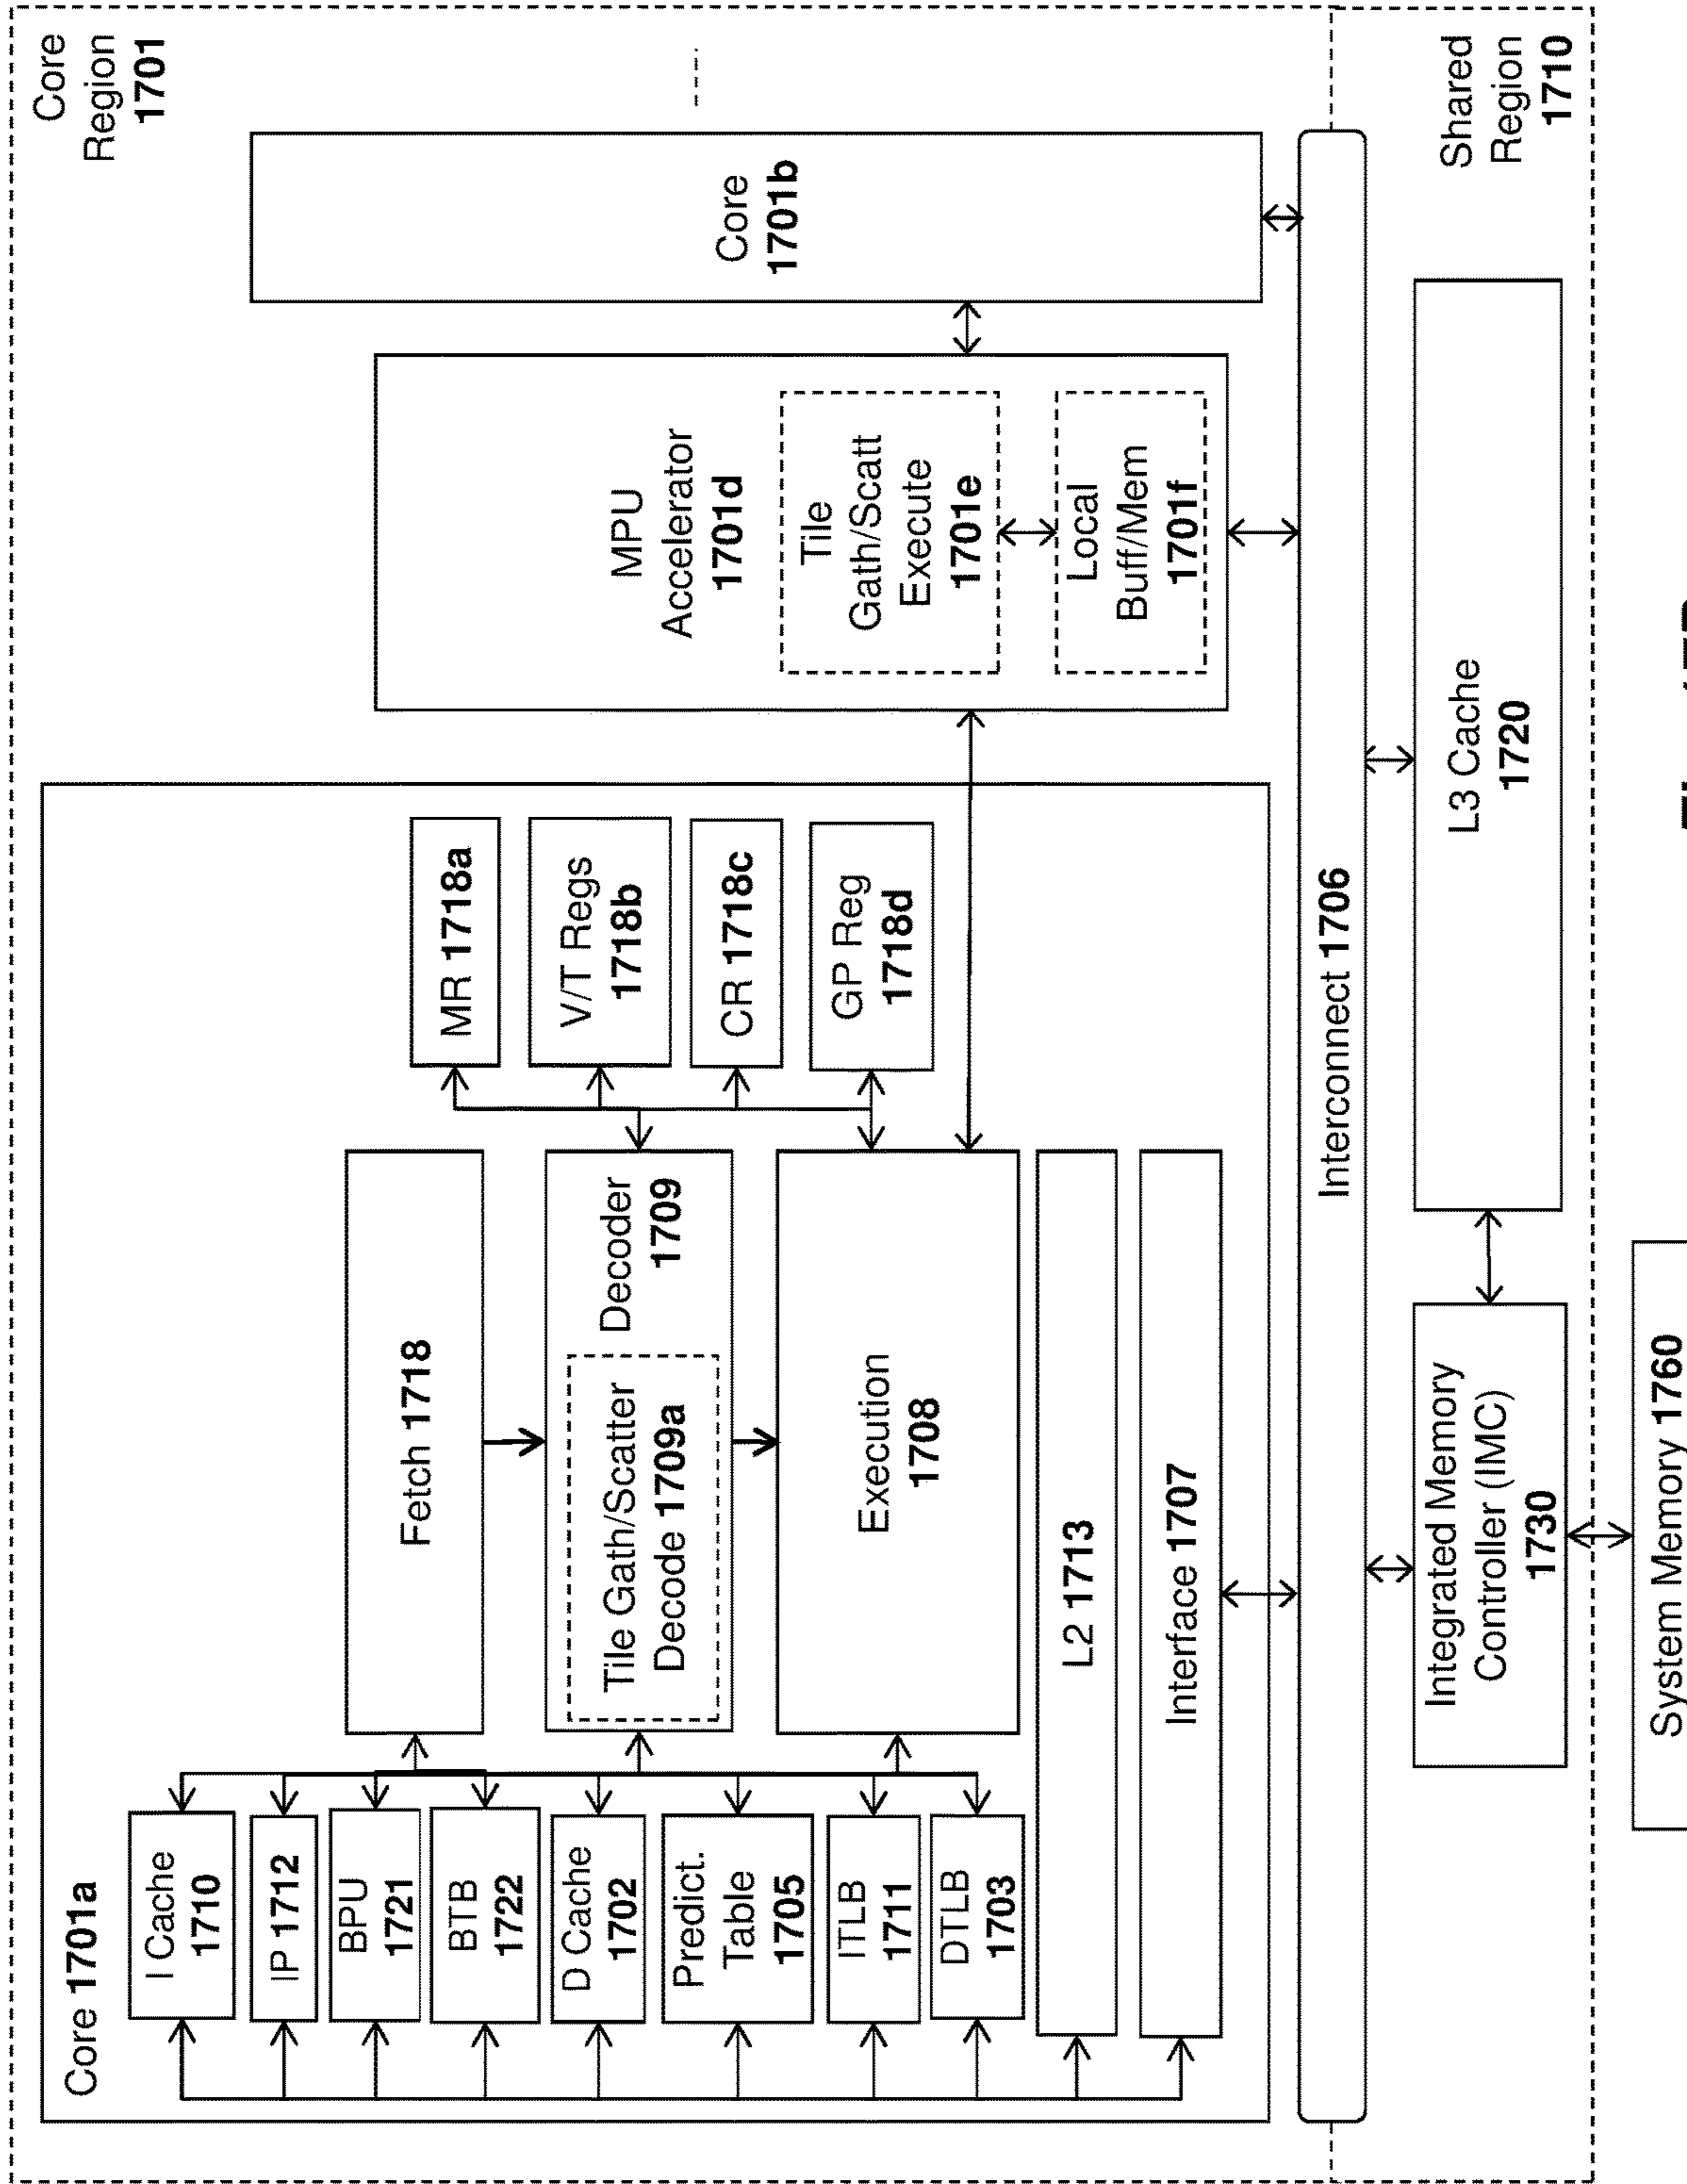 Core
Region
1701
Core 1701a
I Cache
1710
IP 1712
BPU
1721
BTB
1722
D Cache
1702
Predict.
Table
1705
ITLB
1711
DTLB
1703
Fetch 1718
Decoder
1709
Tile Gath/Scatter
Decode 1709a
Execution
1708
L2 1713
Interface 1707
MR 1718a
V/T Regs
1718b
CR 1718c
GP Reg
1718d
MPU
Accelerator
1701d
Tile
Gath/Scatt
Execute
1701e
Local
Buff/Mem
1701f
Core
1701b
Interconnect 1706
Shared
Region
1710
Integrated Memory
Controller (IMC)
1730
L3 Cache
1720
System Memory 1760